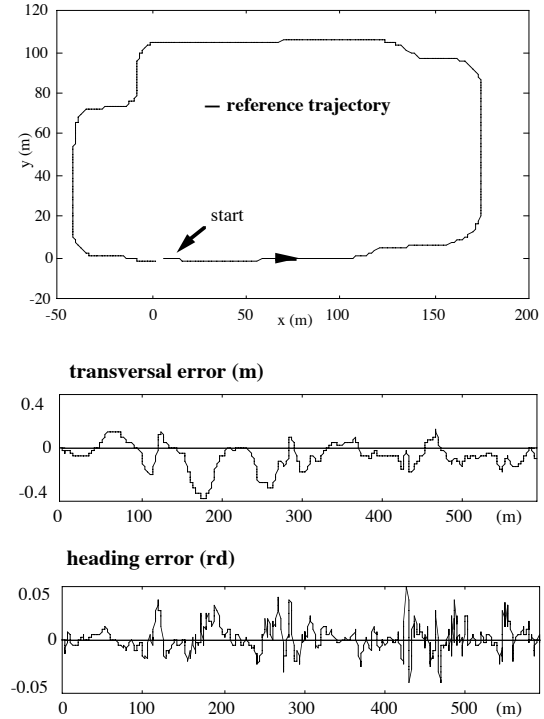 120
100
80
60
40
20
0
-20
y (m)
— reference trajectory
start
-50 0 50 100 150 200
x (m)
transversal error (m)
0.4
0
-0.4
0 100 200 300 400 500 (m)
heading error (rd)
0.05
0
-0.05
0 100 200 300 400 500 (m)